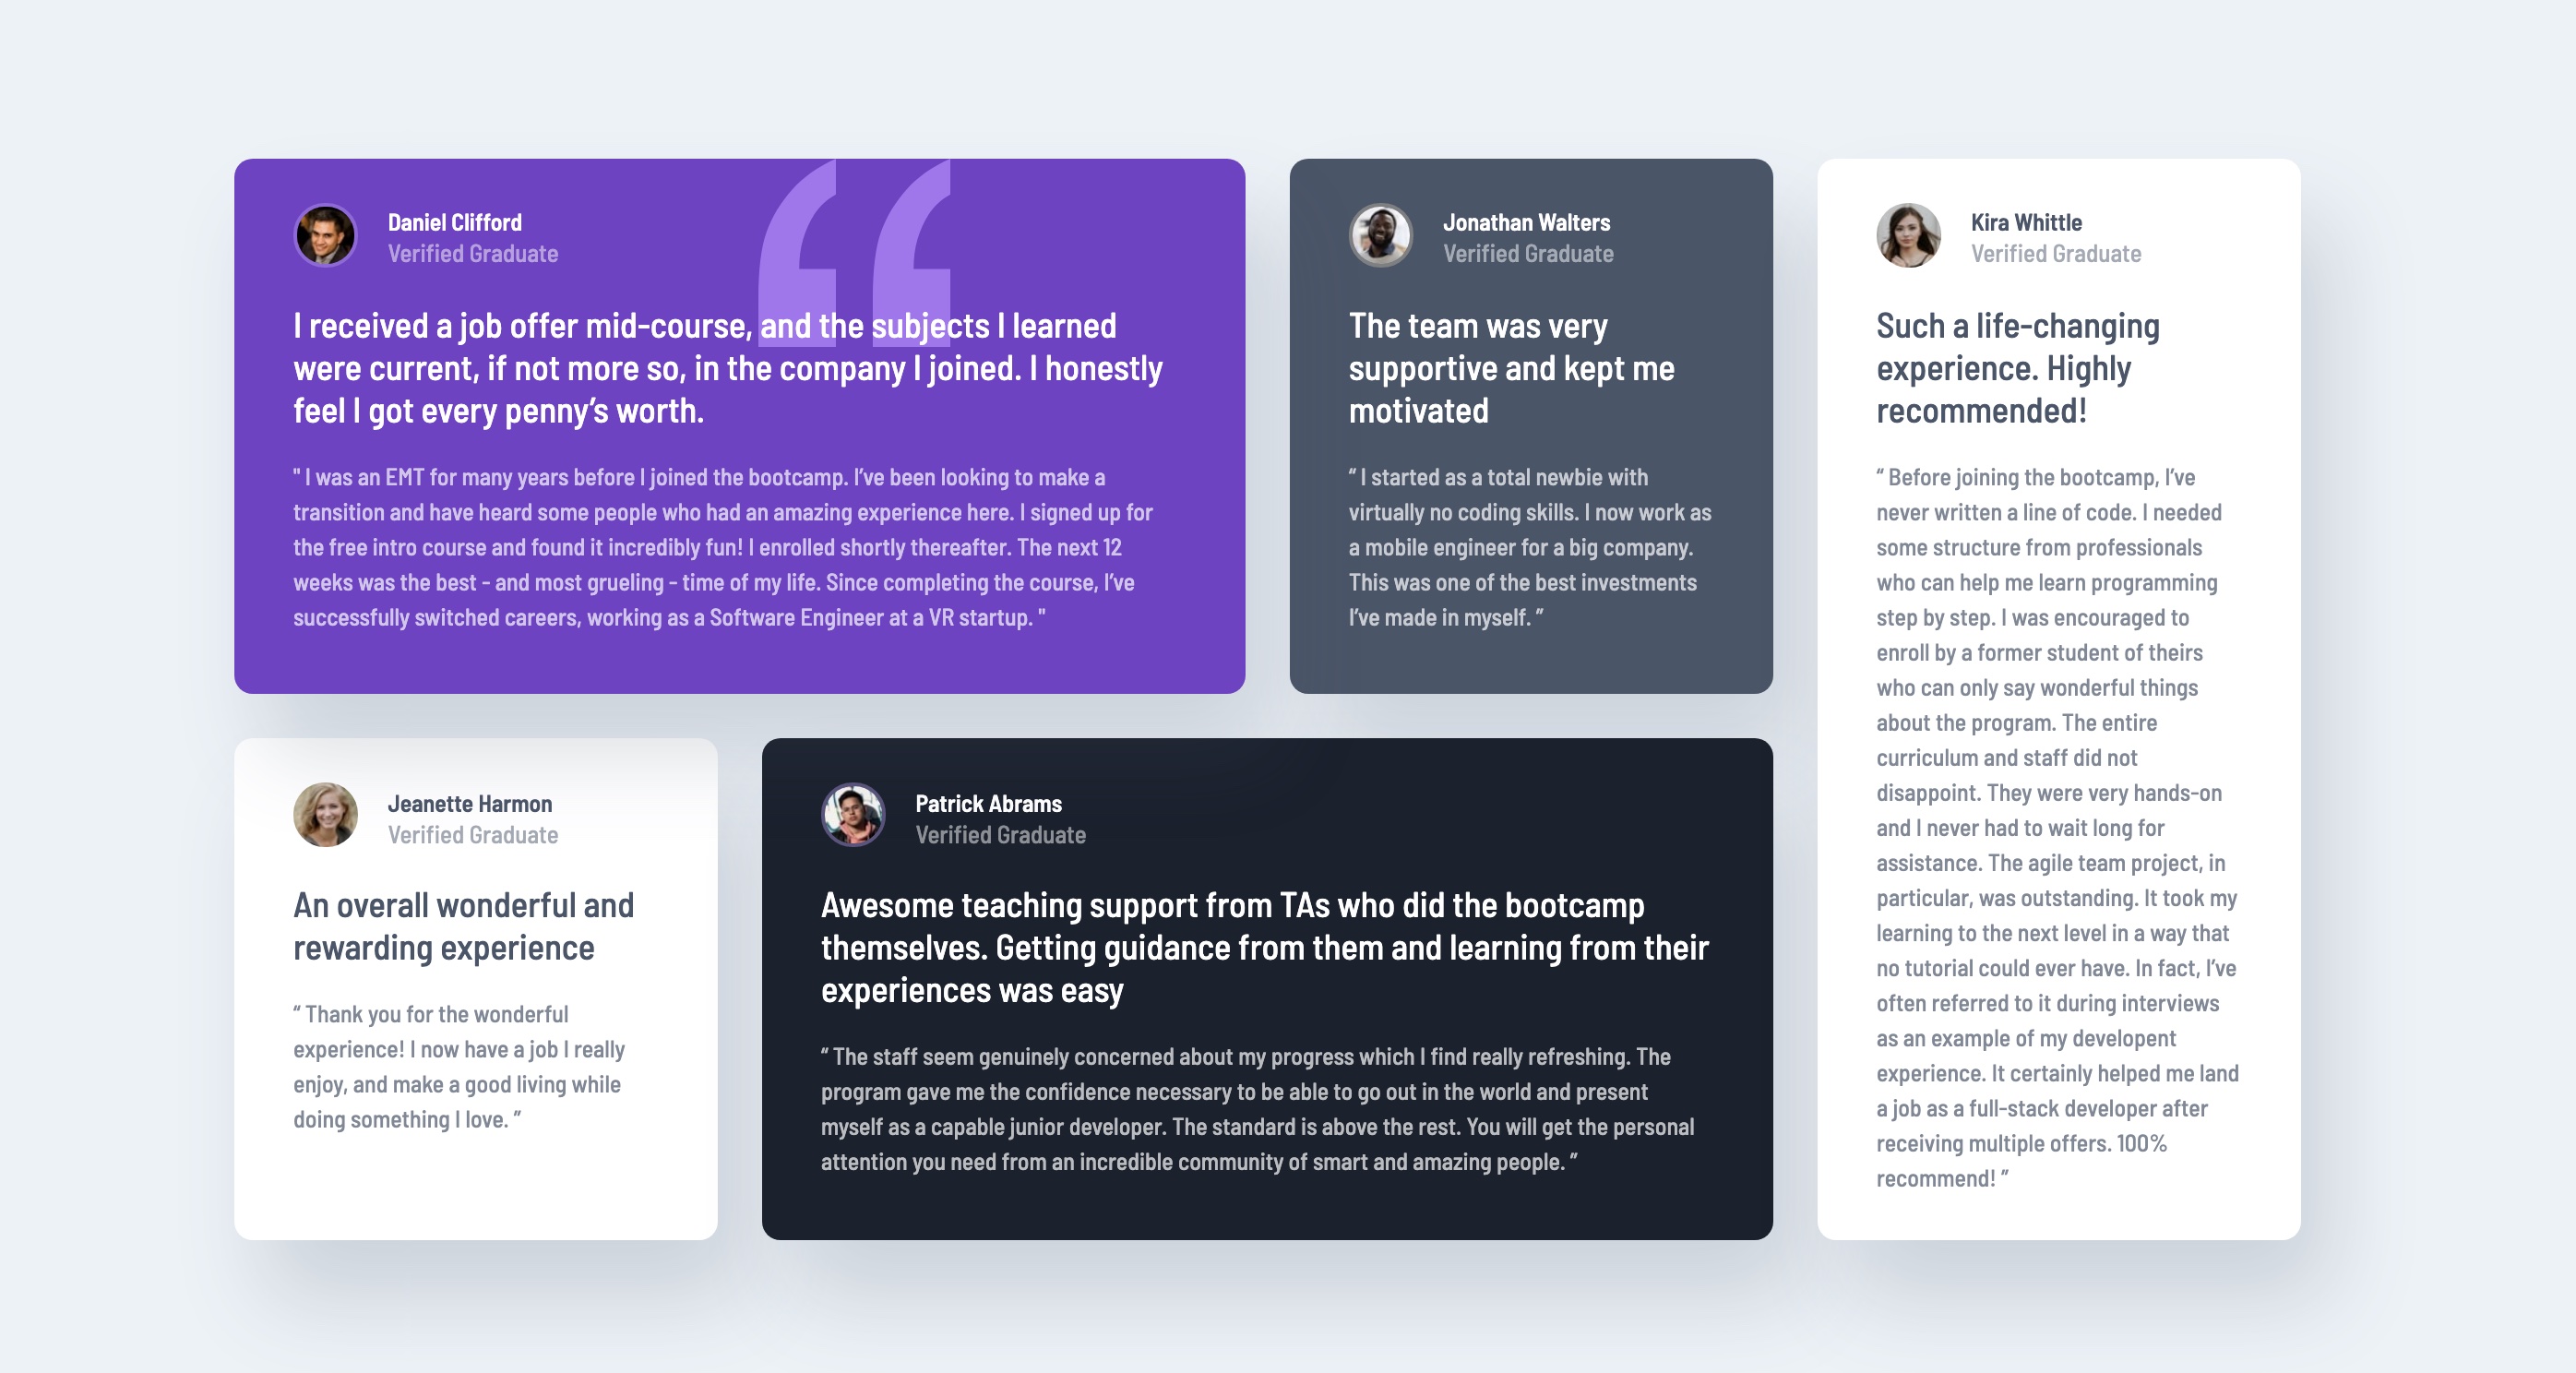 Daniel Clifford
Verified Graduate
I received a job offer mid-course, and the subjects I learned
were current, if not more so, in the company I joined. I honestly
feel I got every penny’s worth.
" I was an EMT for many years before I joined the bootcamp. I’ve been looking to make a
transition and have heard some people who had an amazing experience here. I signed up for
the free intro course and found it incredibly fun! I enrolled shortly thereafter. The next 12
weeks was the best - and most grueling - time of my life. Since completing the course, I’ve
successfully switched careers, working as a Software Engineer at a VR startup. "
Jonathan Walters
Verified Graduate
The team was very
supportive and kept me
motivated
“ I started as a total newbie with
virtually no coding skills. I now work as
a mobile engineer for a big company.
This was one of the best investments
I’ve made in myself. ”
Kira Whittle
Verified Graduate
Such a life-changing
experience. Highly
recommended!
“ Before joining the bootcamp, I’ve
never written a line of code. I needed
some structure from professionals
who can help me learn programming
step by step. I was encouraged to
enroll by a former student of theirs
who can only say wonderful things
about the program. The entire
curriculum and staff did not
disappoint. They were very hands-on
and I never had to wait long for
assistance. The agile team project, in
particular, was outstanding. It took my
learning to the next level in a way that
no tutorial could ever have. In fact, I’ve
often referred to it during interviews
as an example of my developent
experience. It certainly helped me land
a job as a full-stack developer after
receiving multiple offers. 100%
recommend! ”
Jeanette Harmon
Verified Graduate
An overall wonderful and
rewarding experience
“ Thank you for the wonderful
experience! I now have a job I really
enjoy, and make a good living while
doing something I love. ”
Patrick Abrams
Verified Graduate
Awesome teaching support from TAs who did the bootcamp
themselves. Getting guidance from them and learning from their
experiences was easy
“ The staff seem genuinely concerned about my progress which I find really refreshing. The
program gave me the confidence necessary to be able to go out in the world and present
myself as a capable junior developer. The standard is above the rest. You will get the personal
attention you need from an incredible community of smart and amazing people. ”